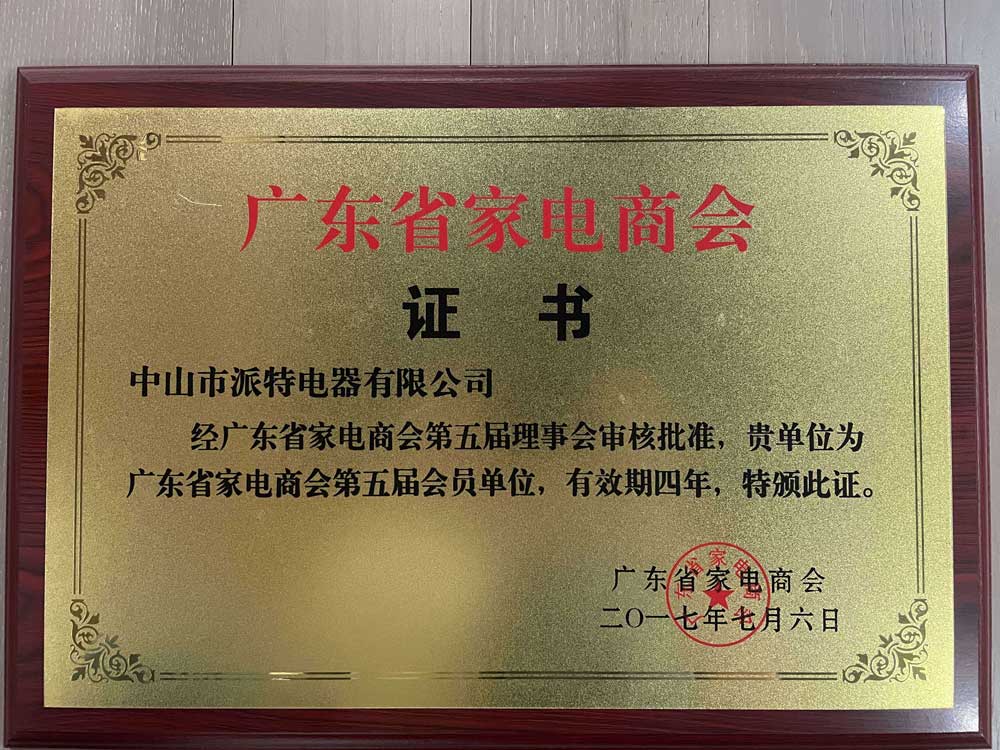 广东省家电商会
证 书
中山市派特电器有限公司
经广东省家电商会第五届理事会审核批准，贵单位为
广东省家电商会第五届会员单位，有效期四年，特颁此证。
广东省家电商会
二〇一七年七月六日